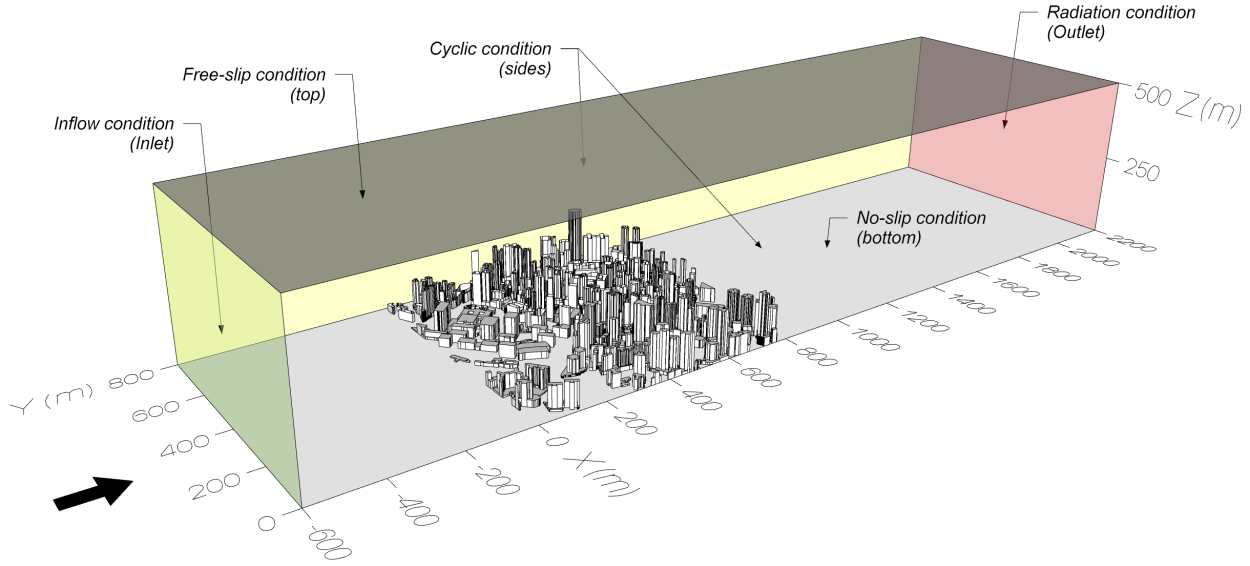 Radiation condition
(Outlet)
Cyclic condition
(sides)
Free-slip condition
(top)
Inflow condition
(Inlet)
No-slip condition
(bottom)
500 Z(m)
250
Y (m) 800
600
400
200
0
-600
-400
-200
0 X(m)
200
400
600
800
1000
1200
1400
1600
1800
2000
2200